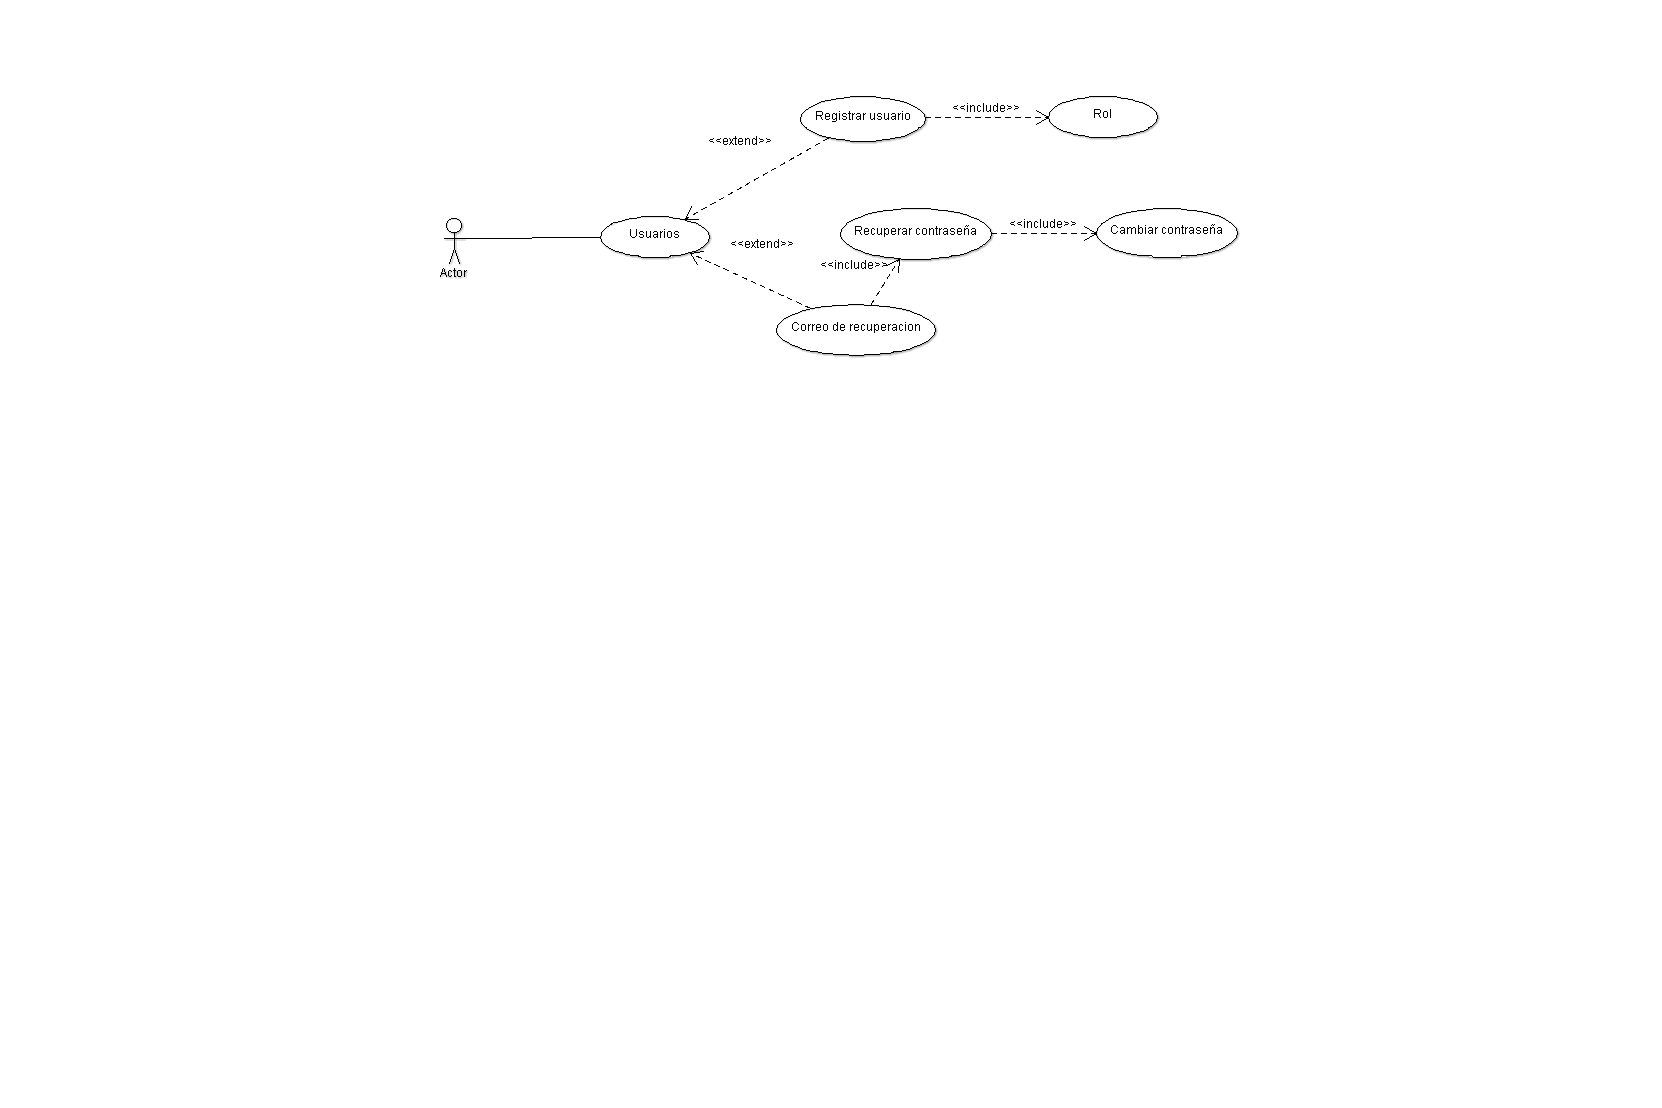 <<include>>
Registrar usuario
Rol
<<extend>>
Usuarios
<<extend>>
Recuperar contraseña
<<include>>
Cambiar contraseña
<<include>>
Actor
Correo de recuperacion